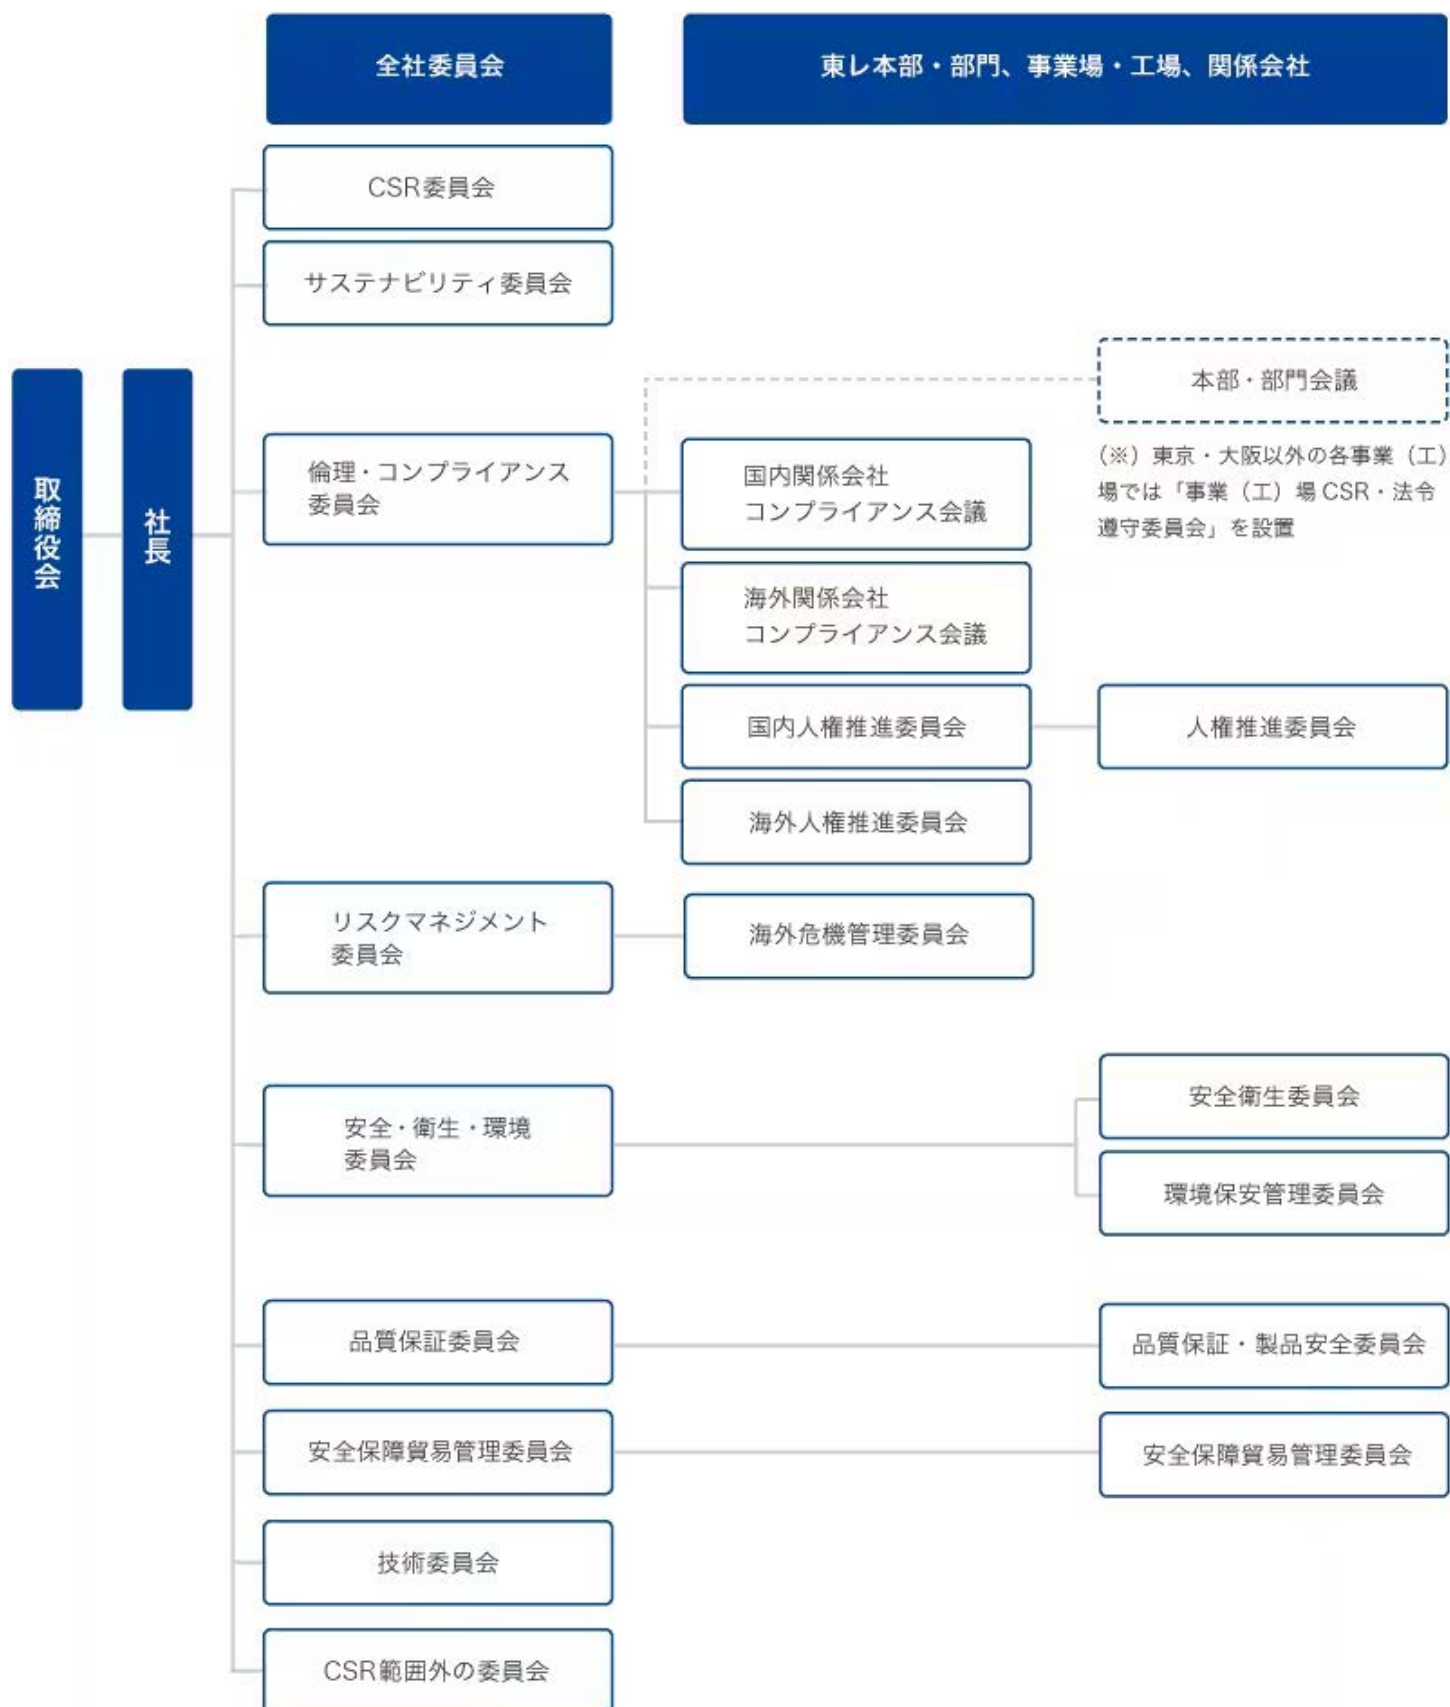 全社委員会
東レ本部・部門、事業場・工場、関係会社
取締役会
社長
CSR委員会
サステナビリティ委員会
倫理・コンプライアンス
委員会
本部・部門会議
(※) 東京・大阪以外の各事業（工）
場では「事業（工）場 CSR・法令
遵守委員会」を設置
国内関係会社
コンプライアンス会議
海外関係会社
コンプライアンス会議
国内人権推進委員会
人権推進委員会
海外人権推進委員会
リスクマネジメント
委員会
海外危機管理委員会
安全・衛生・環境
委員会
安全衛生委員会
環境保安管理委員会
品質保証委員会
品質保証・製品安全委員会
安全保障貿易管理委員会
安全保障貿易管理委員会
技術委員会
CSR範囲外の委員会